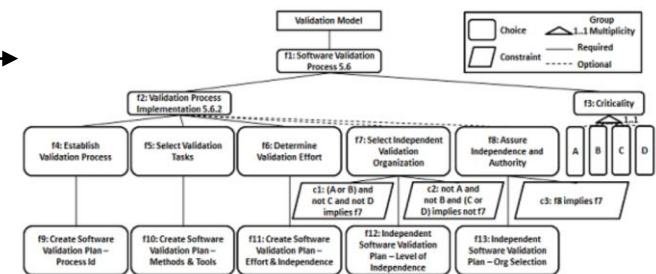 Validation Model
Group
Choice
1..1 Multiplicity
Required
Constraint
Optional
f1: Software Validation
Process 5.6
f2: Validation Process
Implementation 5.6.2
f3: Criticality
1..1
f4: Establish
Validation Process
f5: Select Validation
Tasks
f6: Determine
Validation Effort
f7: Select Independent
Validation
Organization
f8: Assure
Independence and
Authority
A
B
C
D
c1: (A or B) and
not C and not D
implies f7
c2: not A and
not B and (C or
D) implies not f7
c3: f8 implies f7
f9: Create Software
Validation Plan –
Process Id
f10: Create Software
Validation Plan –
Methods & Tools
f11: Create Software
Validation Plan –
Effort & Independence
f12: Independent
Software Validation
Plan – Level of
Independence
f13: Independent
Software Validation
Plan – Org Selection